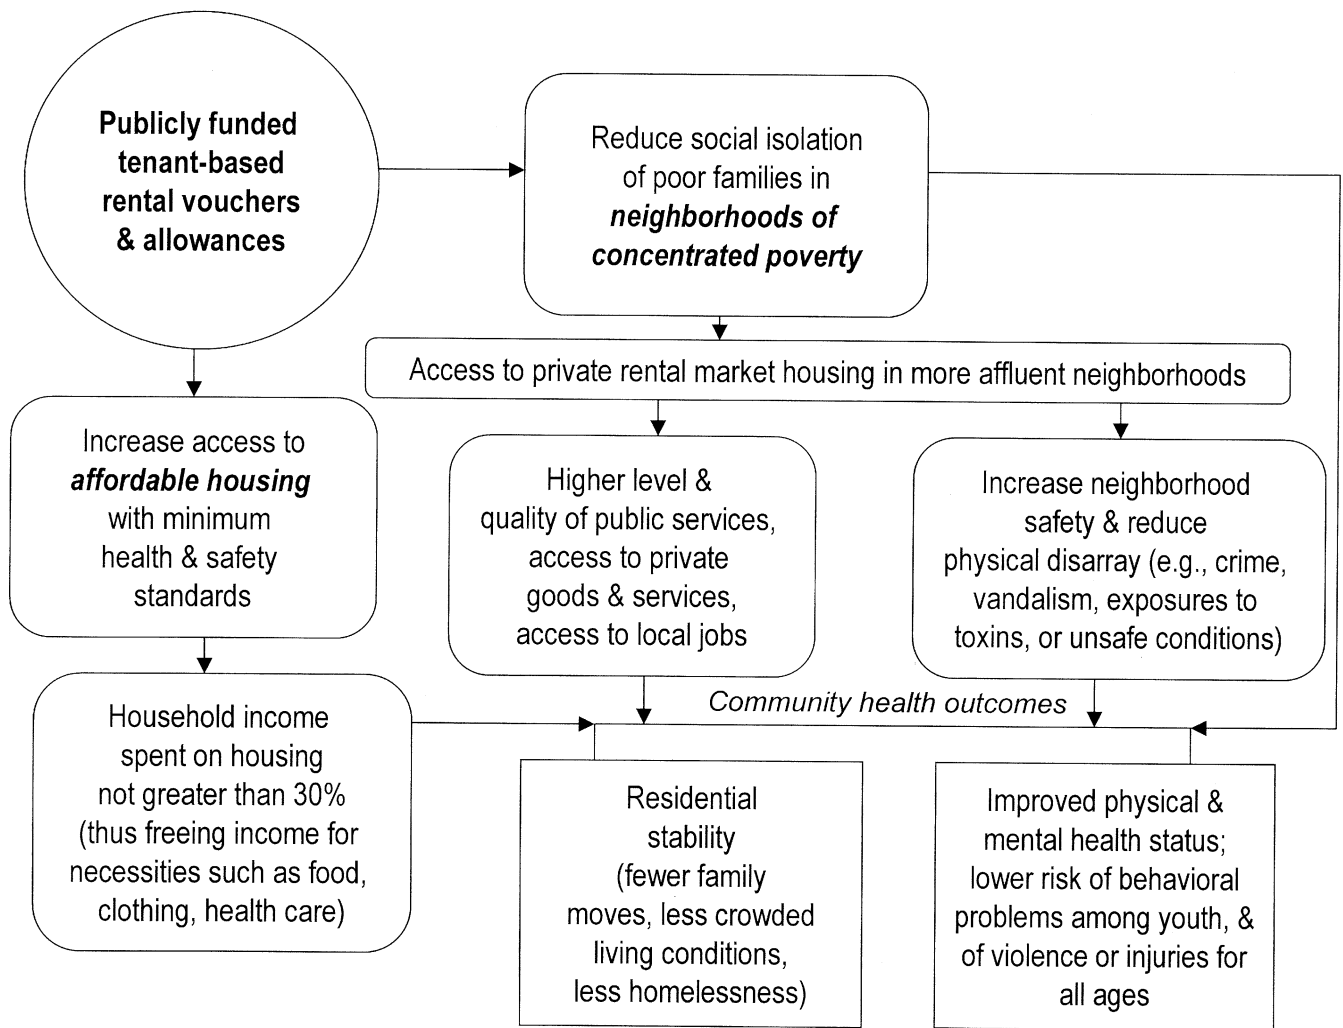 Publicly funded
tenant-based
rental vouchers
& allowances
Reduce social isolation
of poor families in
neighborhoods of
concentrated poverty
Access to private rental market housing in more affluent neighborhoods
Increase access to
affordable housing
with minimum
health & safety
standards
Higher level &
quality of public services,
access to private
goods & services,
access to local jobs
Increase neighborhood
safety & reduce
physical disarray (e.g., crime,
vandalism, exposures to
toxins, or unsafe conditions)
Community health outcomes
Household income
spent on housing
not greater than 30%
(thus freeing income for
necessities such as food,
clothing, health care)
Residential
stability
(fewer family
moves, less crowded
living conditions,
less homelessness)
Improved physical &
mental health status;
lower risk of behavioral
problems among youth, &
of violence or injuries for
all ages